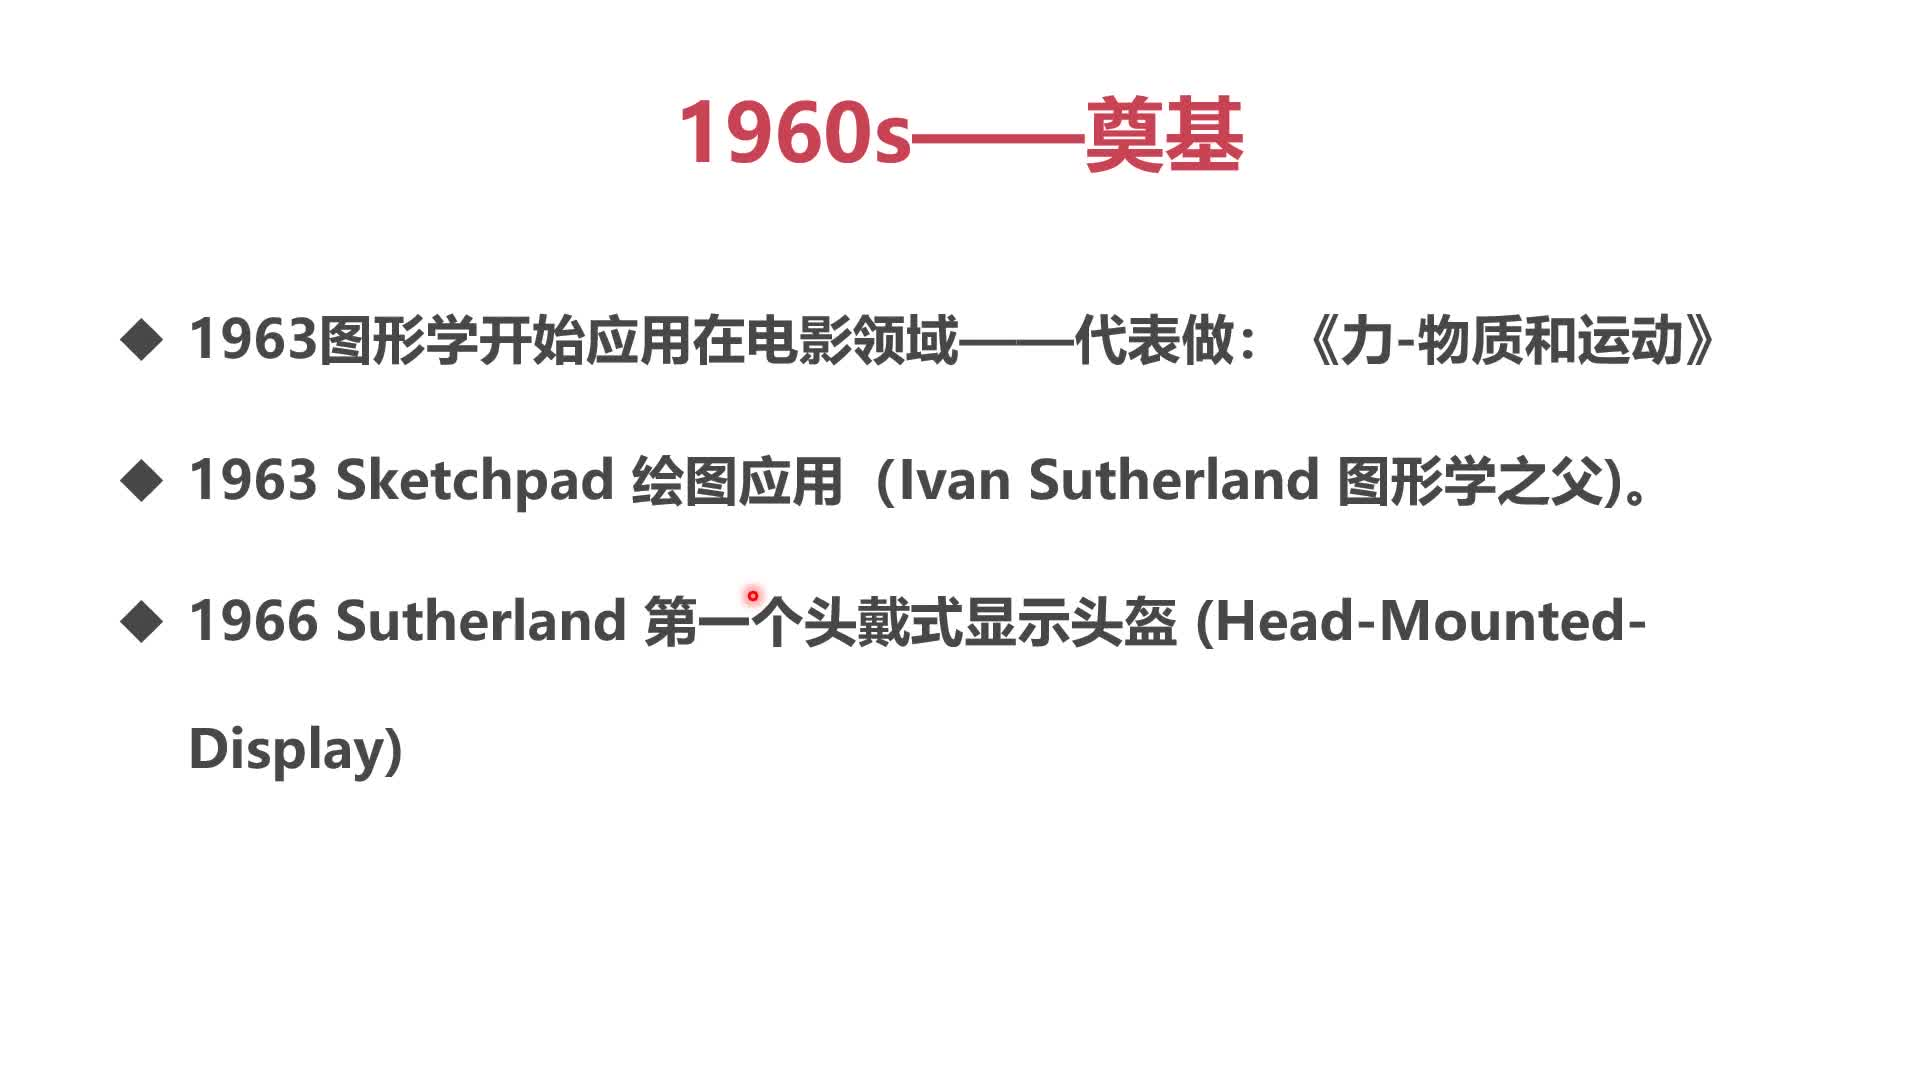 1960s——奠基
◆ 1963图形学开始应用在电影领域——代表做：《力-物质和运动》
◆ 1963 Sketchpad 绘图应用（Ivan Sutherland 图形学之父)。
◆ 1966 Sutherland 第一个头戴式显示头盔 (Head-Mounted-
Display)